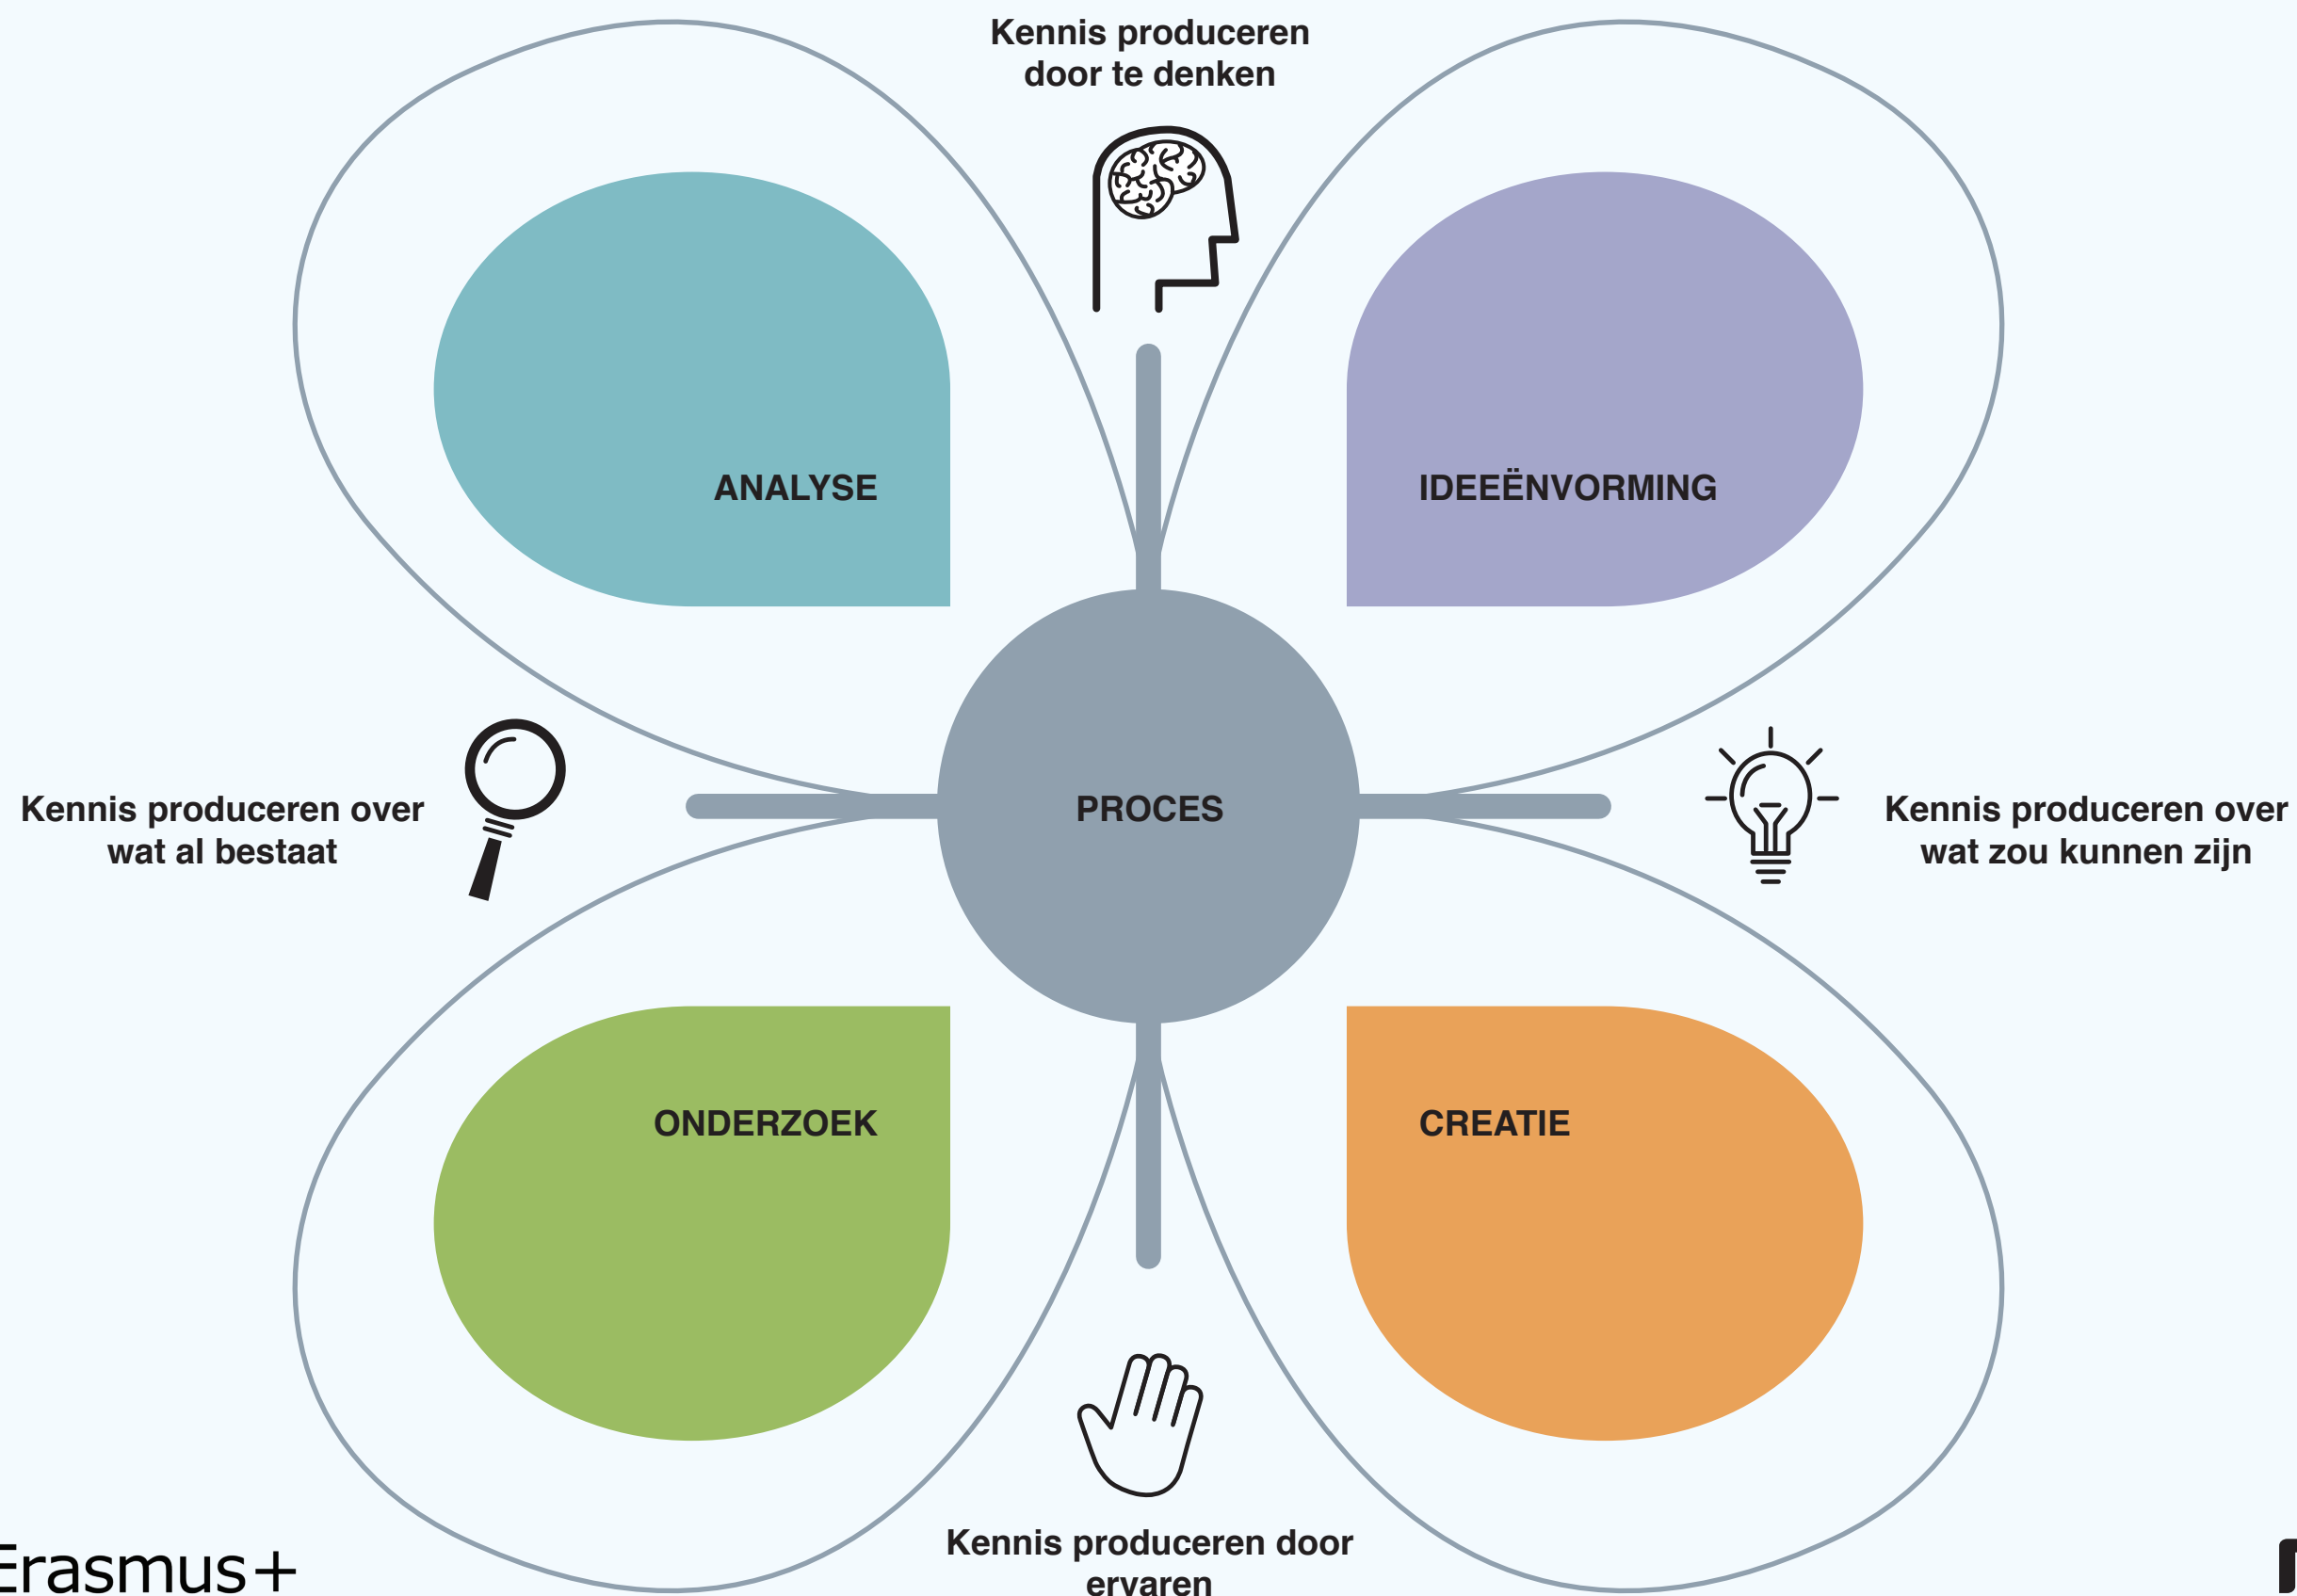 Kennis produceren
door te denken
ANALYSE
IDEEËNVORMING
PROCES
Kennis produceren over
wat al bestaat
Kennis produceren over
wat zou kunnen zijn
ONDERZOEK
CREATIE
Kennis produceren door
ervaren
Erasmus+